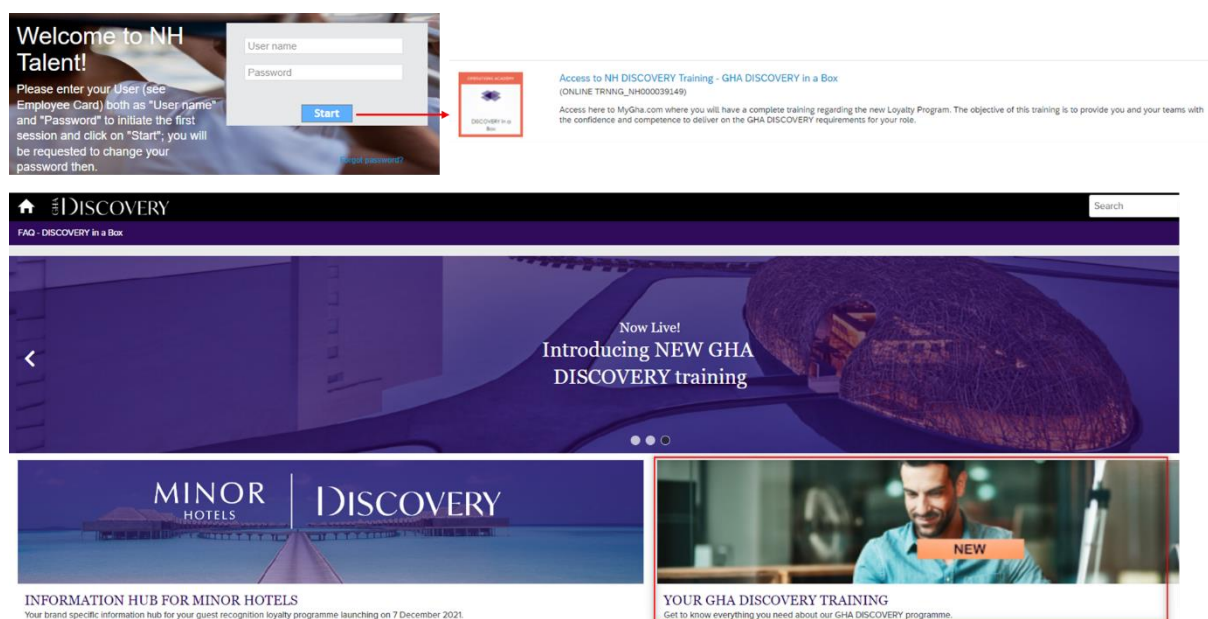 Welcome to NH
Talent!
Please enter your User (see
Employee Card) both as "User name"
and "Password" to initiate the first
session and click on "Start"; you will
be requested to change your
password then.
User name
Password
Start
Forgot password?
OPERATIONS ACADEMY
DISCOVERY in a
Box
Access to NH DISCOVERY Training - GHA DISCOVERY in a Box
(ONLINE TRNNG_NH000039149)
Access here to MyGha.com where you will have a complete training regarding the new Loyalty Program. The objective of this training is to provide you and your teams with
the confidence and competence to deliver on the GHA DISCOVERY requirements for your role.
GHA DISCOVERY
Search
FAQ - DISCOVERY in a Box
Now Live!
Introducing NEW GHA
DISCOVERY training
MINOR
HOTELS
DISCOVERY
NEW
INFORMATION HUB FOR MINOR HOTELS
Your brand specific information hub for your guest recognition loyalty programme launching on 7 December 2021.
YOUR GHA DISCOVERY TRAINING
Get to know everything you need about our GHA DISCOVERY programme.